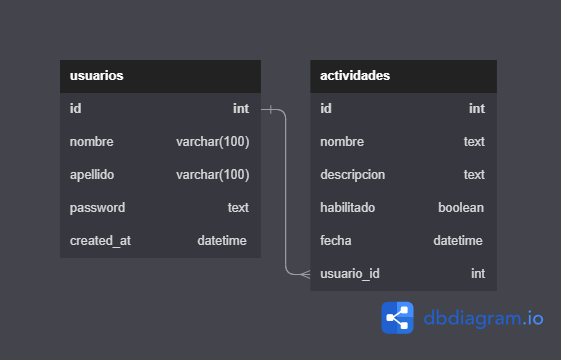 usuarios
id int
nombre varchar(100)
apellido varchar(100)
password text
created_at datetime
actividades
id int
nombre text
descripcion text
habilitado boolean
fecha datetime
usuario_id int
dbdiagram.io